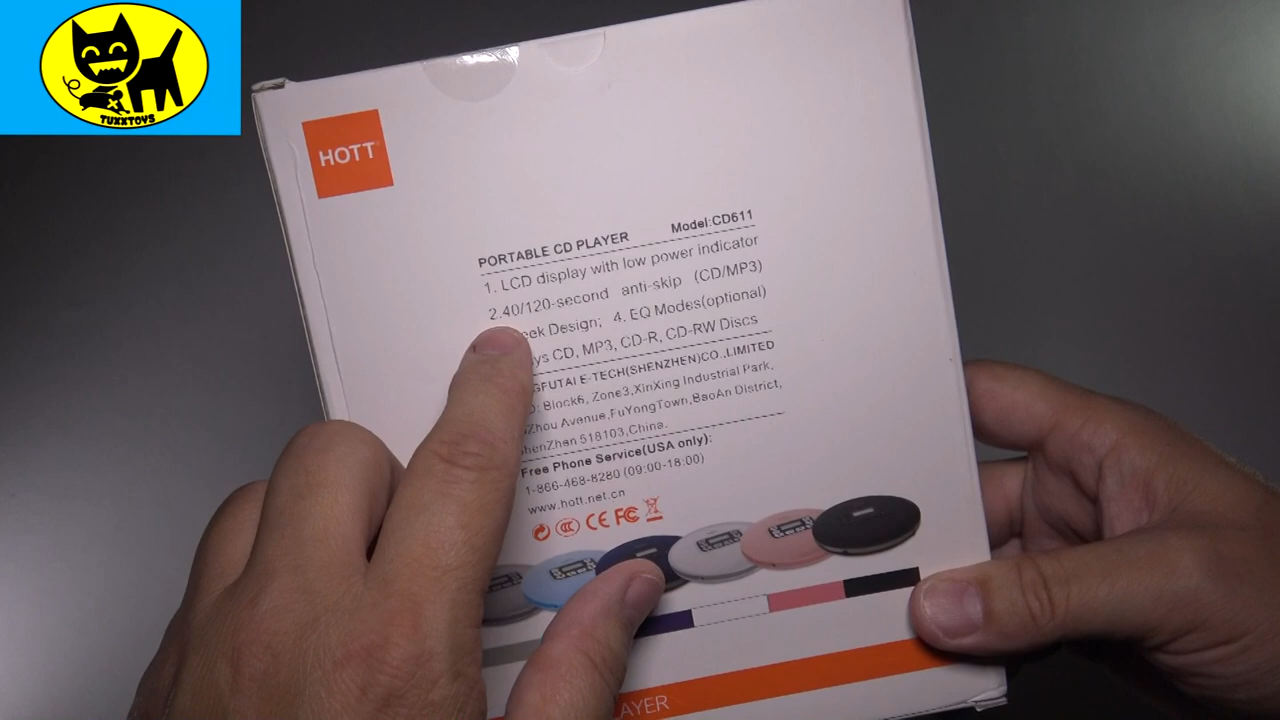 TUXXTOYS
HOTT
PORTABLE CD PLAYER Model:CD611
1. LCD display with low power indicator
2.40/120-second anti-skip (CD/MP3)
Design; 4. EQ Modes(optional)
CD, MP3, CD-R, CD-RW Discs
E-TECH(SHENZHEN)CO.,LIMITED
Block6, Zone3,XinXing Industrial Park,
Avenue,FuYongTown,BaoAn District,
ShenZhen 518103,China.
Free Phone Service(USA only):
1-866-468-8280 (09:00-18:00)
www.hott.net.cn
CE FC